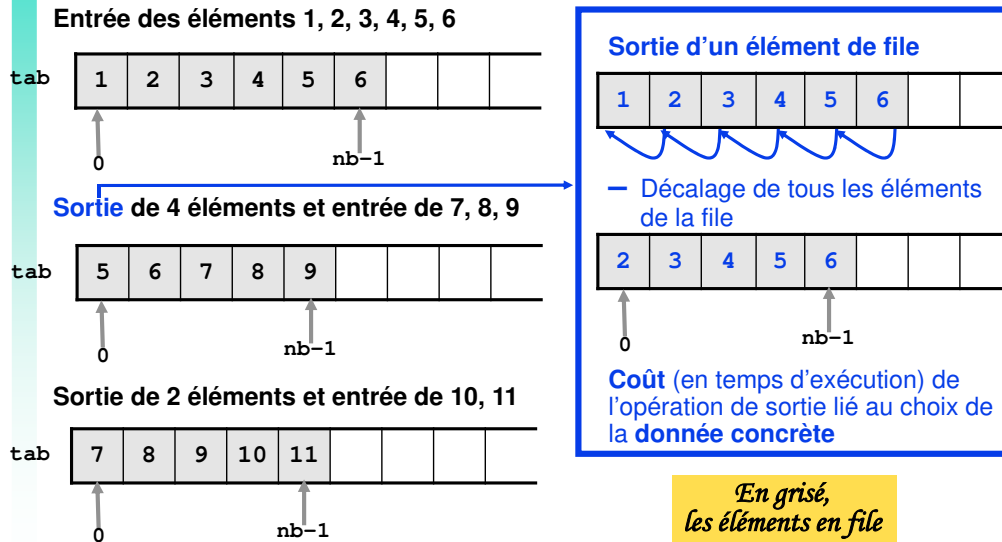 Entrée des éléments 1, 2, 3, 4, 5, 6
tab 1 2 3 4 5 6
0 nb-1
Sortie de 4 éléments et entrée de 7, 8, 9
tab 5 6 7 8 9
0 nb-1
Sortie de 2 éléments et entrée de 10, 11
tab 7 8 9 10 11
0 nb-1
Sortie d'un élément de file
1 2 3 4 5 6
– Décalage de tous les éléments
de la file
2 3 4 5 6
0 nb-1
Coût (en temps d'exécution) de
l'opération de sortie lié au choix de
la donnée concrète
En grisé,
les éléments en file